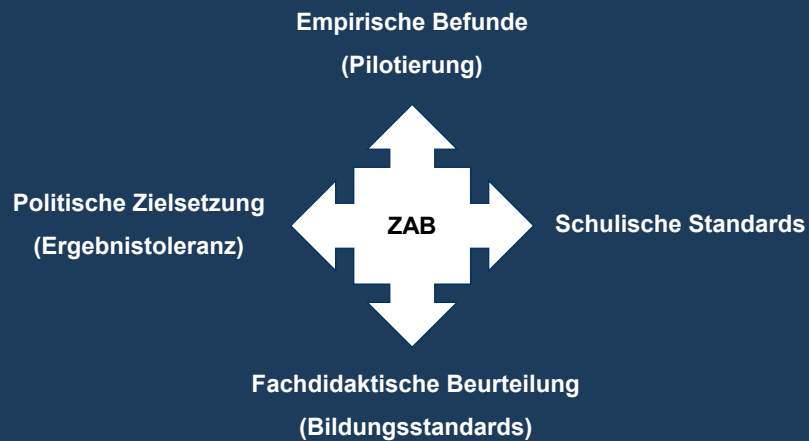 Empirische Befunde
(Pilotierung)
Politische Zielsetzung
(Ergebnistoleranz)
ZAB
Schulische Standards
Fachdidaktische Beurteilung
(Bildungsstandards)